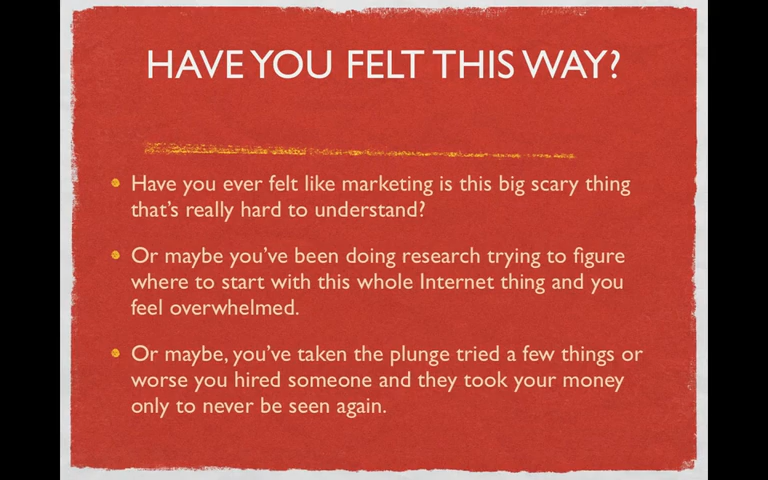 HAVE YOU FELT THIS WAY?
Have you ever felt like marketing is this big scary thing
that's really hard to understand?
Or maybe you've been doing research trying to figure
where to start with this whole Internet thing and you
feel overwhelmed.
Or maybe, you've taken the plunge tried a few things or
worse you hired someone and they took your money
only to never be seen again.